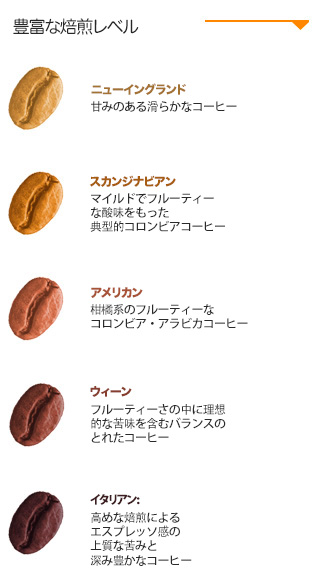 豊富な焙煎レベル
ニューイングランド
甘みのある滑らかなコーヒー
スカンジナビアン
マイルドでフルーティー
な酸味をもった
典型的コロンビアコーヒー
アメリカン
柑橘系のフルーティーな
コロンビア・アラビカコーヒー
ウィーン
フルーティーさの中に理想
的な苦味を含むバランスの
とれたコーヒー
イタリアン:
高めな焙煎による
エスプレッソ感の
上質な苦みと
深み豊かなコーヒー